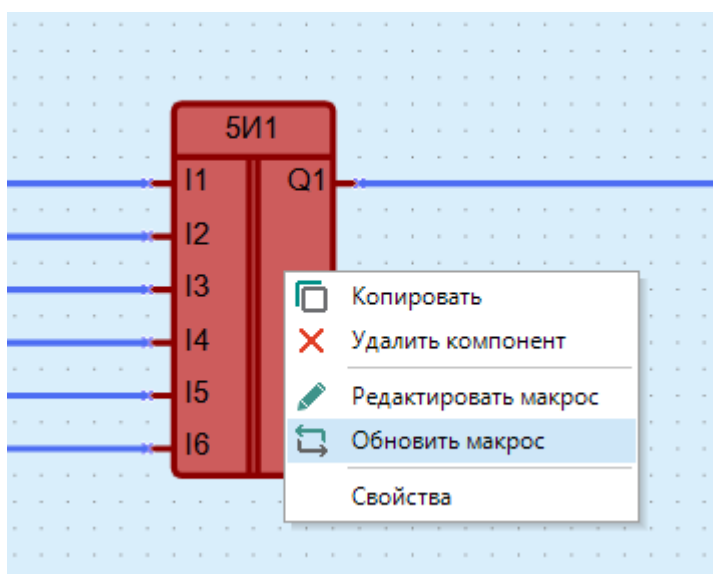 5И1
I1 Q1
I2
I3
I4
I5
I6
Копировать
Удалить компонент
Редактировать макрос
Обновить макрос
Свойства